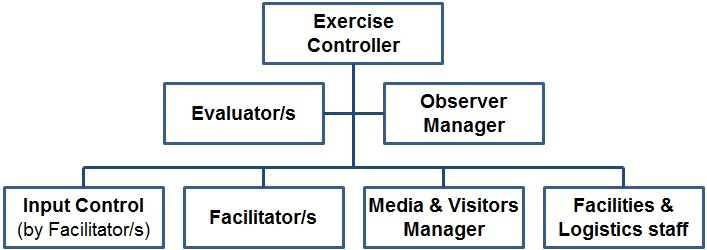 Exercise
Controller
Evaluator/s
Observer
Manager
Input Control
(by Facilitator/s)
Facilitator/s
Media & Visitors
Manager
Facilities &
Logistics staff